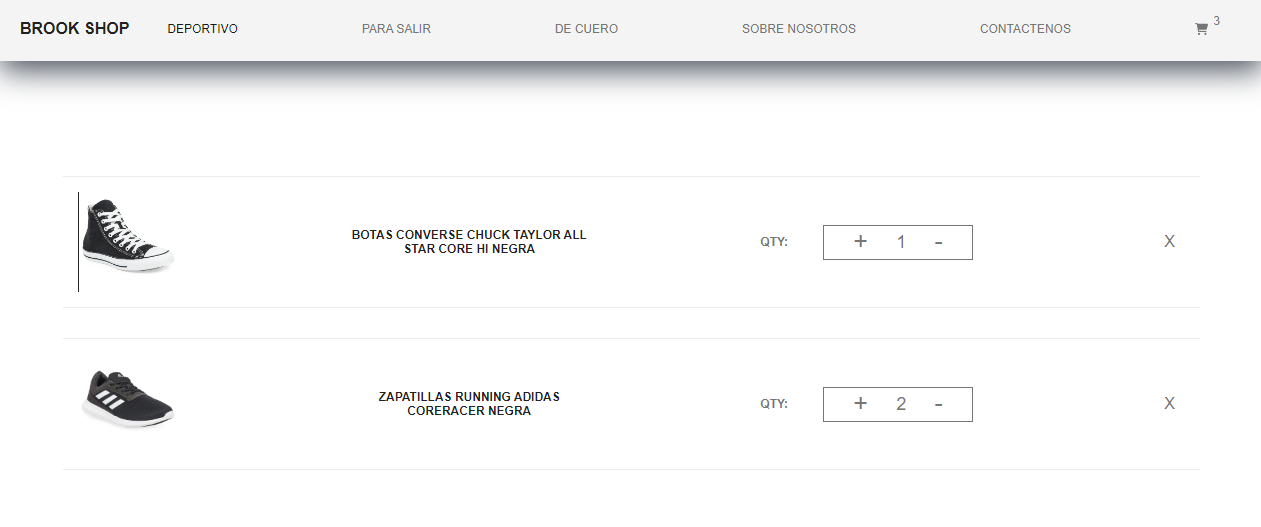 BROOK SHOP DEPORTIVO PARA SALIR DE CUERO SOBRE NOSOTROS CONTACTENOS 3
BOTAS CONVERSE CHUCK TAYLOR ALL
STAR CORE HI NEGRA
QTY: + 1 - X
ZAPATILLAS RUNNING ADIDAS
CORERACER NEGRA
QTY: + 2 - X